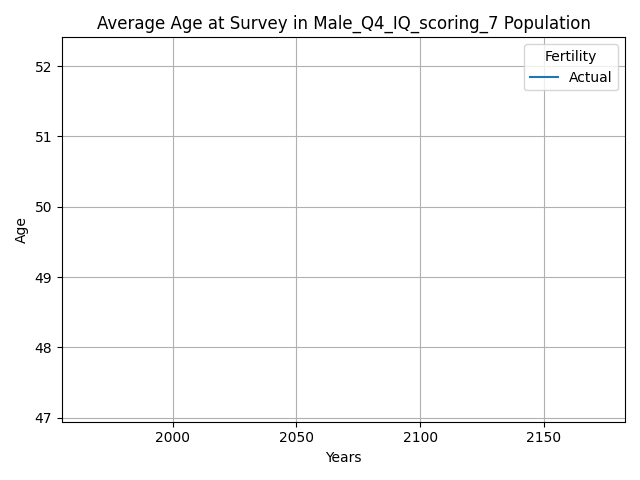 Average Age at Survey in Male_Q4_IQ_scoring_7 Population
Fertility
Actual
52
51
50
49
48
47
Age
2000 2050 2100 2150
Years